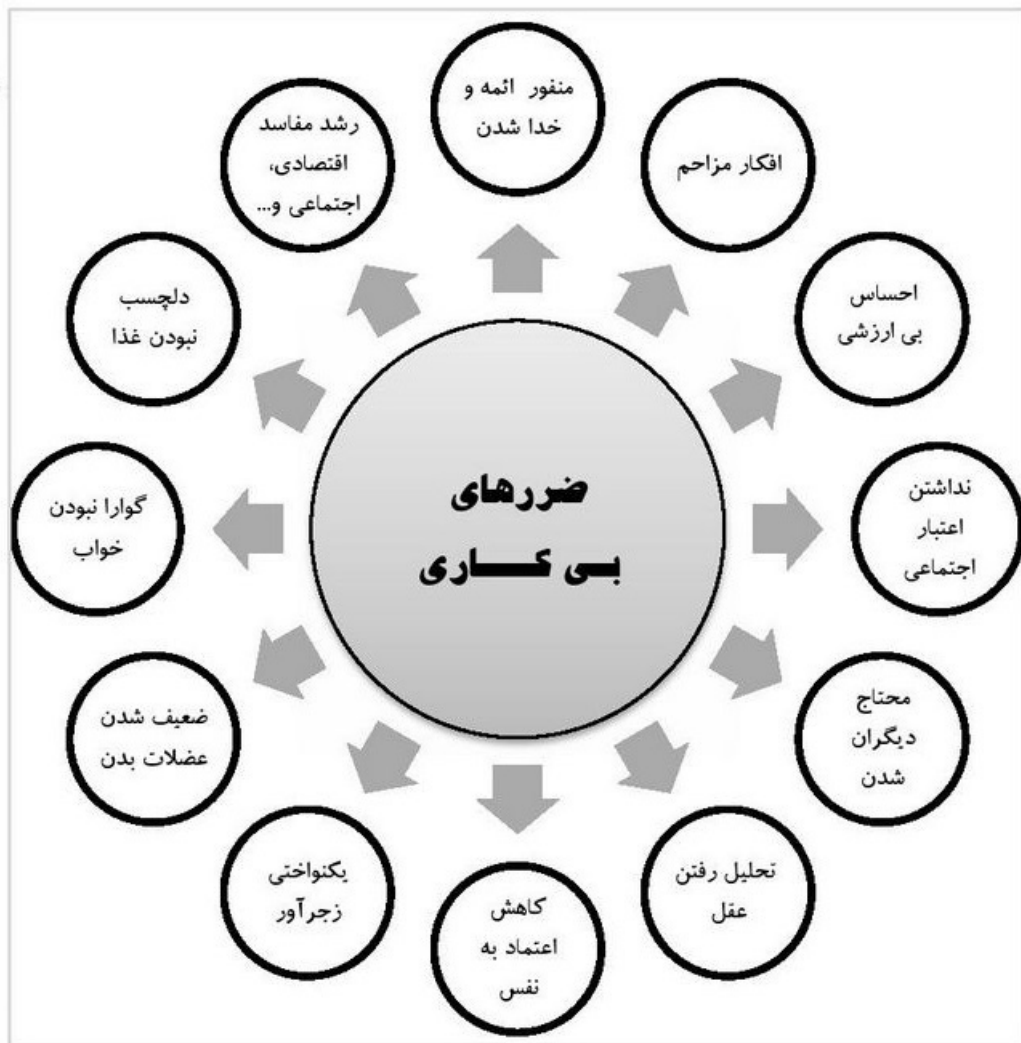 ضررهای
بی کاری
منفور ائمه و
خدا شدن
افکار مزاحم
احساس
بی ارزشی
نداشتن
اعتبار
اجتماعی
محتاج
دیگران
شدن
تحلیل رفتن
عقل
کاهش
اعتماد به
نفس
یکنواختی
زجرآور
ضعیف شدن
عضلات بدن
گوارا نبودن
خواب
دلچسب
نبودن غذا
رشد مفاسد
اقتصادی،
اجتماعی و...